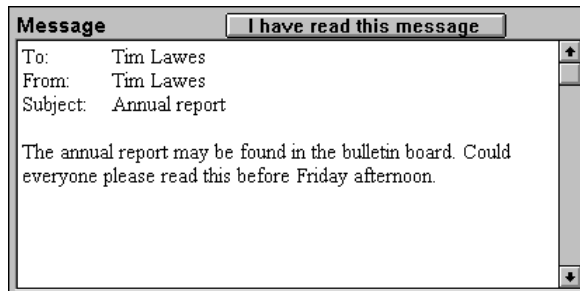 Message
I have read this message
To: Tim Lawes
From: Tim Lawes
Subject: Annual report
The annual report may be found in the bulletin board. Could
everyone please read this before Friday afternoon.